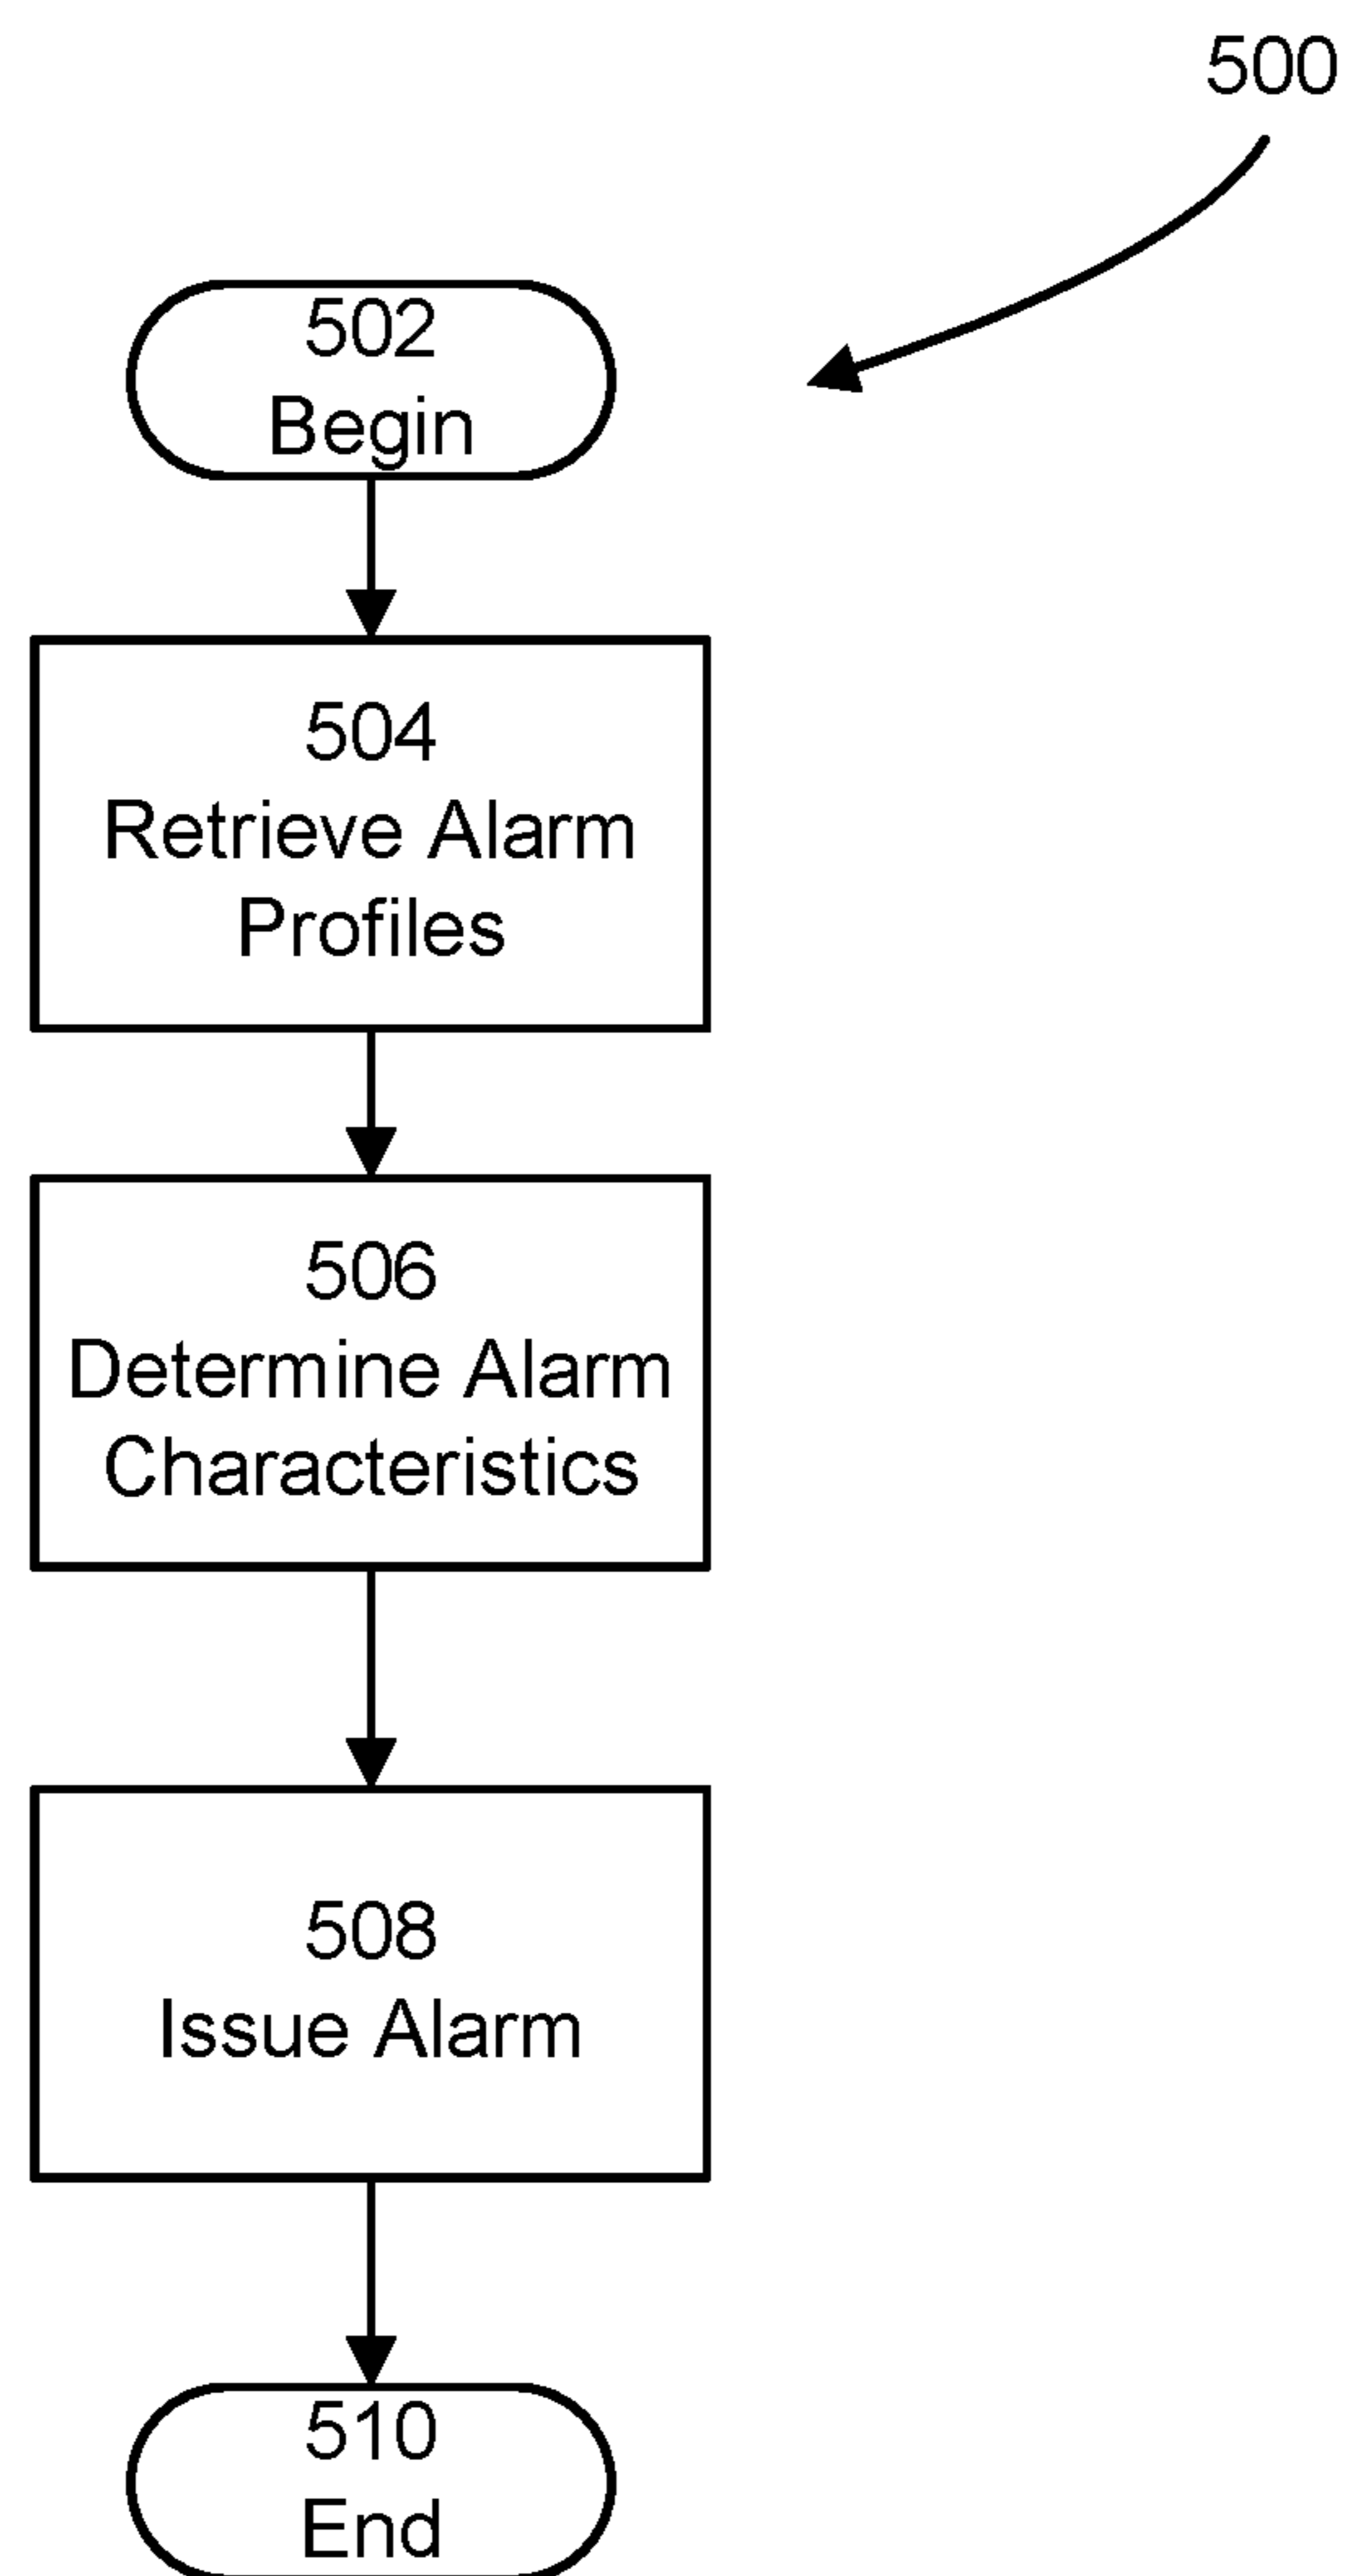 500
502
Begin
504
Retrieve Alarm
Profiles
506
Determine Alarm
Characteristics
508
Issue Alarm
510
End